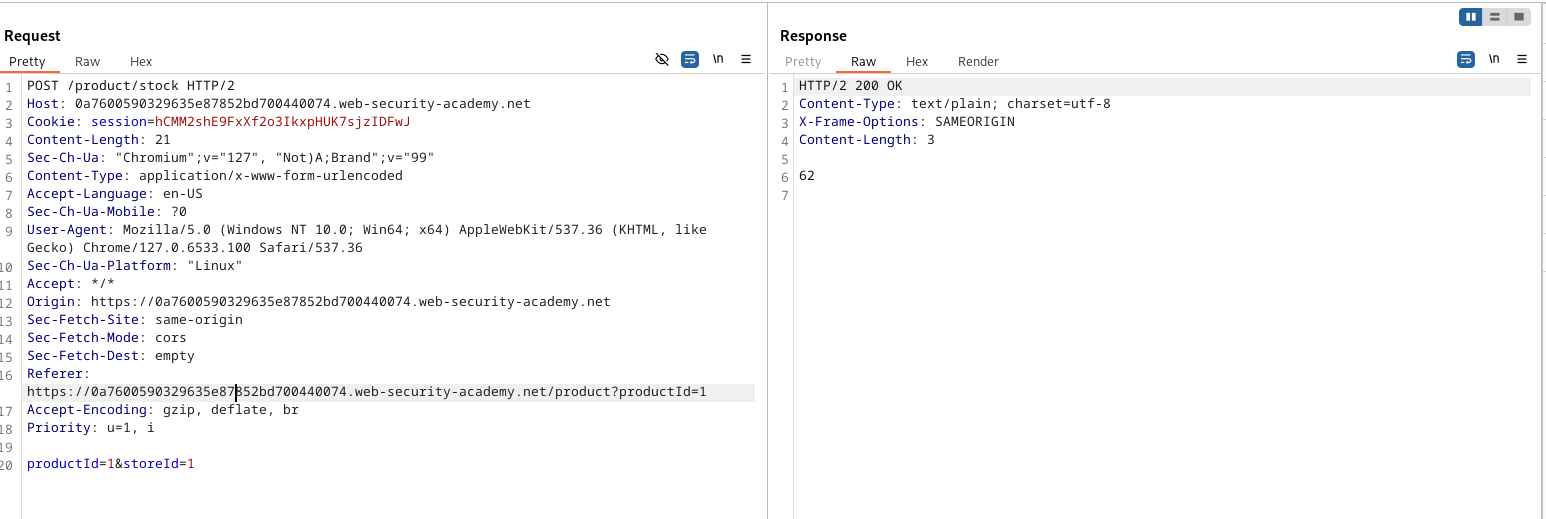 Request
Pretty Raw Hex
\n
1 POST /product/stock HTTP/2
2 Host: 0a7600590329635e87852bd700440074.web-security-academy.net
3 Cookie: session=hCMM2shE9FxXf2o3IkxpHUK7sjzIDFwJ
4 Content-Length: 21
5 Sec-Ch-Ua: "Chromium";v="127", "Not)A;Brand";v="99"
6 Content-Type: application/x-www-form-urlencoded
7 Accept-Language: en-US
8 Sec-Ch-Ua-Mobile: ?0
9 User-Agent: Mozilla/5.0 (Windows NT 10.0; Win64; x64) AppleWebKit/537.36 (KHTML, like
Gecko) Chrome/127.0.6533.100 Safari/537.36
10 Sec-Ch-Ua-Platform: "Linux"
11 Accept: */*
12 Origin: https://0a7600590329635e87852bd700440074.web-security-academy.net
13 Sec-Fetch-Site: same-origin
14 Sec-Fetch-Mode: cors
15 Sec-Fetch-Dest: empty
16 Referer:
https://0a7600590329635e87852bd700440074.web-security-academy.net/product?productId=1
17 Accept-Encoding: gzip, deflate, br
18 Priority: u=1, i
19
20 productId=1&storeId=1
Response
Pretty Raw Hex Render
\n
1 HTTP/2 200 OK
2 Content-Type: text/plain; charset=utf-8
3 X-Frame-Options: SAMEORIGIN
4 Content-Length: 3
5
6 62
7